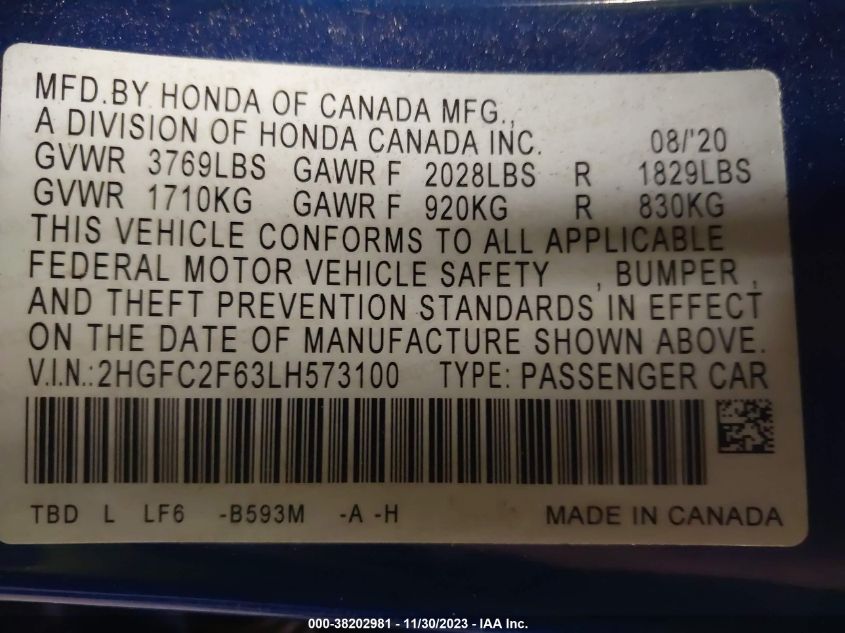 MFD.BY HONDA OF CANADA MFG.,
A DIVISION OF HONDA CANADA INC. 08/'20
GVWR 3769LBS GAWR F 2028LBS R 1829LBS
GVWR 1710KG GAWR F 920KG R 830KG
THIS VEHICLE CONFORMS TO ALL APPLICABLE
FEDERAL MOTOR VEHICLE SAFETY , BUMPER ,
AND THEFT PREVENTION STANDARDS IN EFFECT
ON THE DATE OF MANUFACTURE SHOWN ABOVE.
V.I.N.:2HGFC2F63LH573100 TYPE: PASSENGER CAR
TBD L LF6 -B593M -A -H MADE IN CANADA
000-38202981 - 11/30/2023 - IAA Inc.